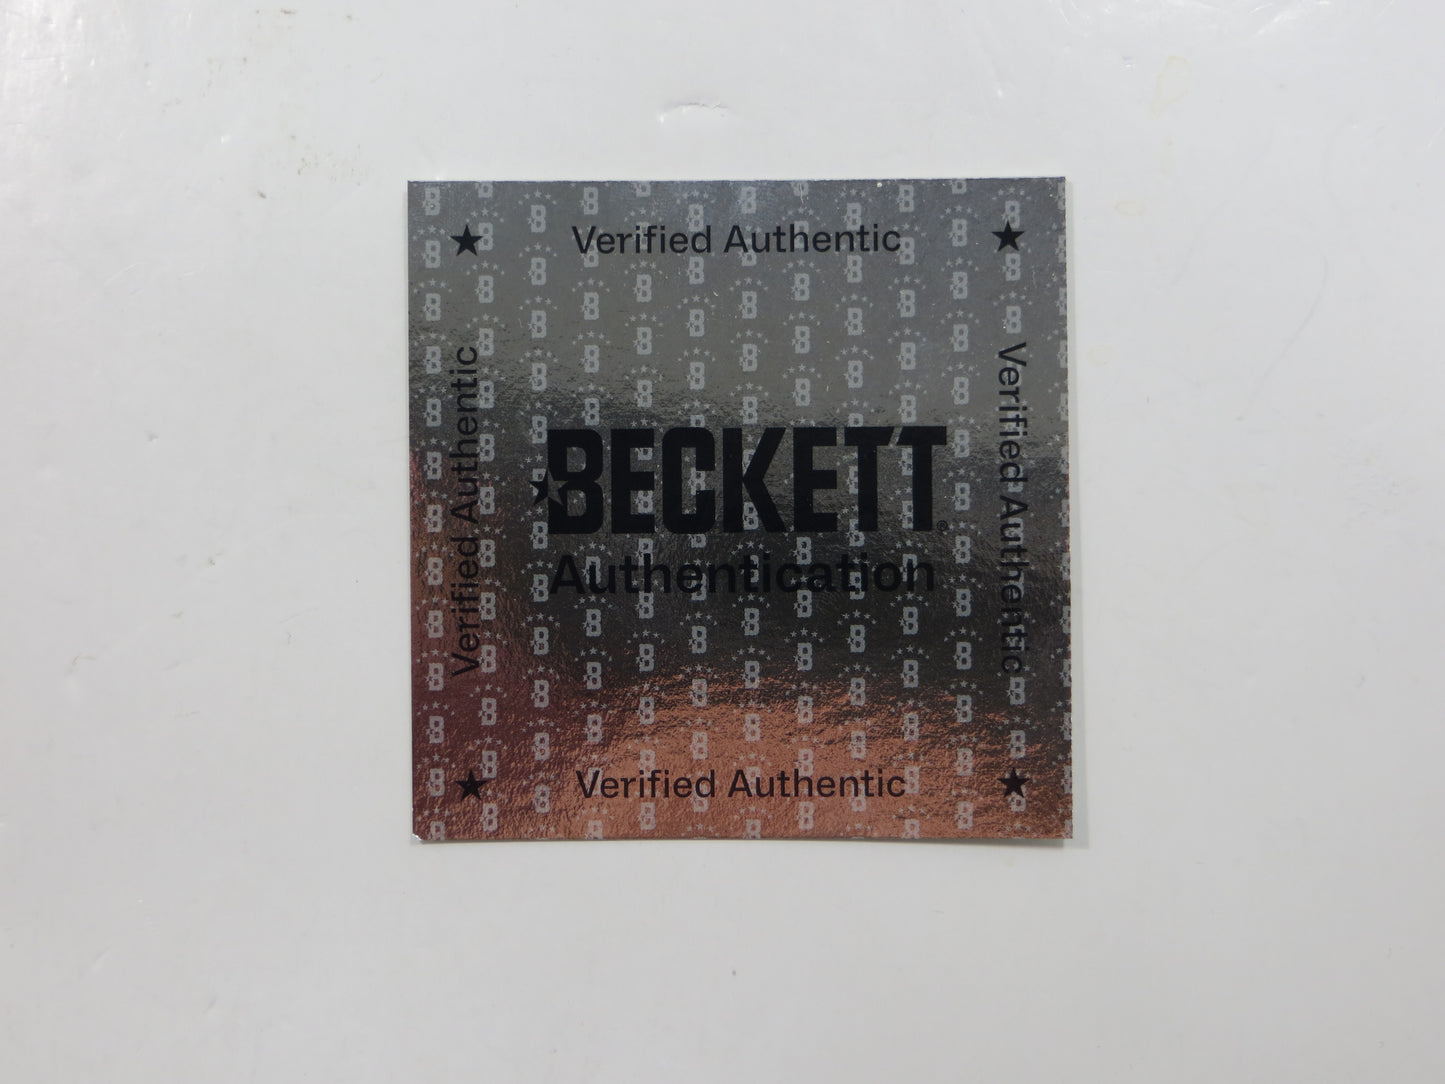 ★ Verified Authentic ★
Verified Authentic
BECKETT®
Authentication
Verified Authentic
★ Verified Authentic ★